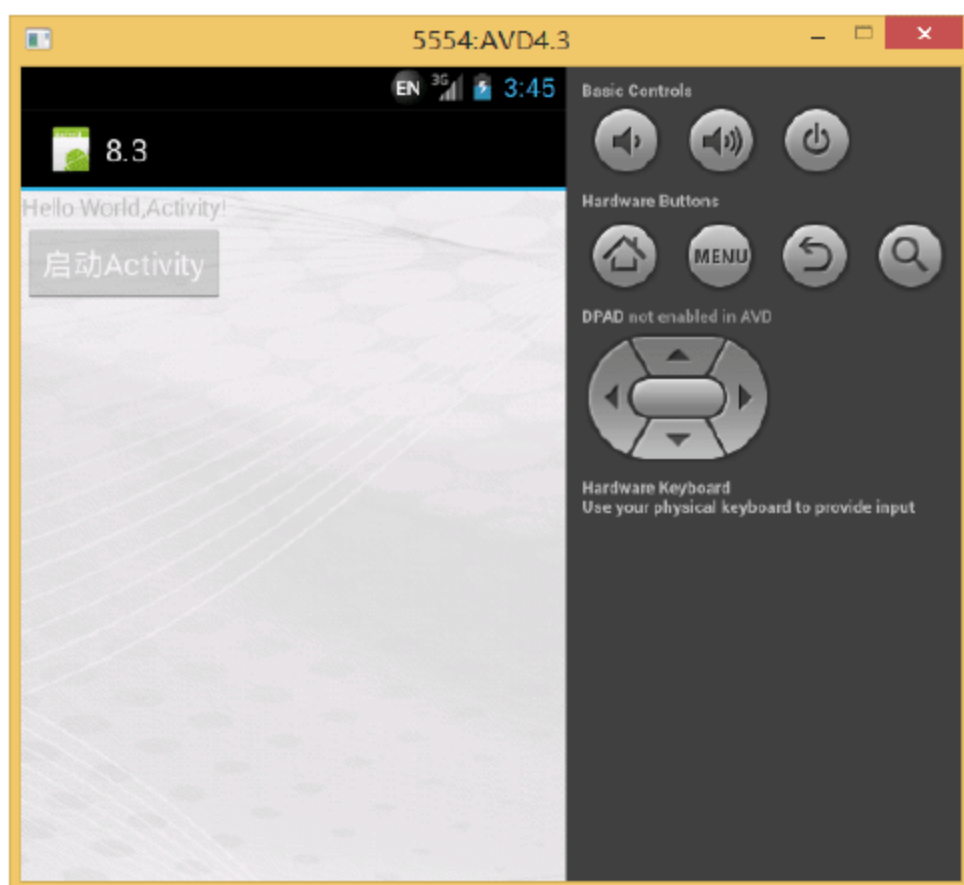 5554:AVD4.3
EN 3G 3:45
8.3
Hello World,Activity!
启动Activity
Basic Controls
Hardware Buttons
MENU
DPAD not enabled in AVD
Hardware Keyboard
Use your physical keyboard to provide input